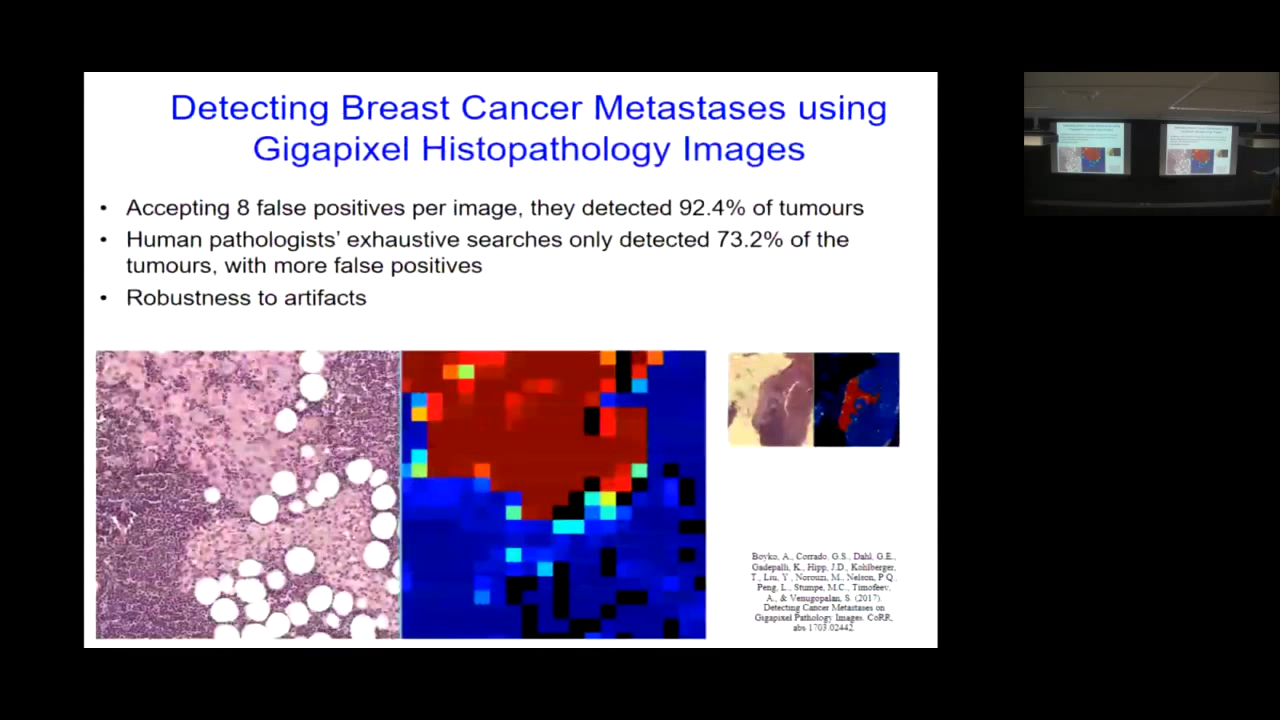 Detecting Breast Cancer Metastases using
Gigapixel Histopathology Images
• Accepting 8 false positives per image, they detected 92.4% of tumours
• Human pathologists' exhaustive searches only detected 73.2% of the
tumours, with more false positives
• Robustness to artifacts
Boyko, A., Corrado, G.S., Dahl, G.E.,
Gadepalli, K., Hipp, J.D., Kohlberger,
T., Liu, Y., Norouzi, M., Nelson, P.Q.,
Peng, L., Stumpe, M.C., Timofeev,
A., & Venugopalan, S. (2017).
Detecting Cancer Metastases on
Gigapixel Pathology Images. CoRR,
abs/1703.02442.